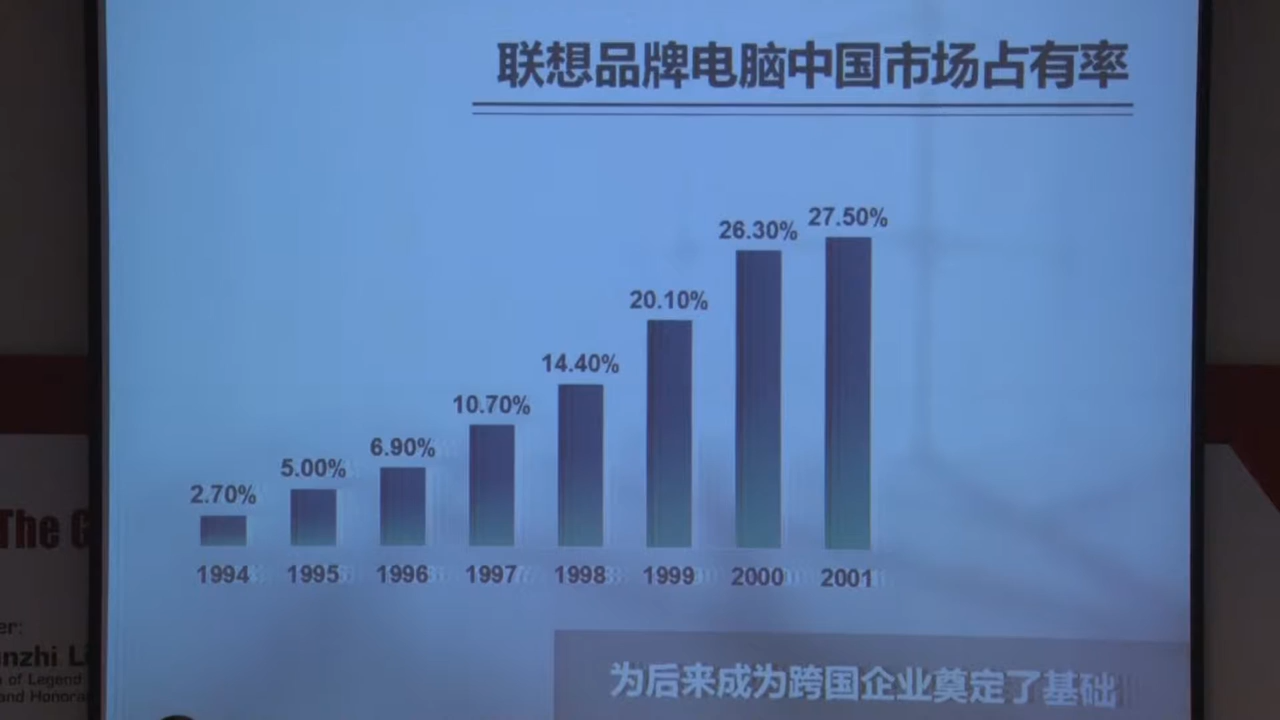 联想品牌电脑中国市场占有率
27.50%
26.30%
20.10%
14.40%
10.70%
6.90%
5.00%
2.70%
1994 1995 1996 1997 1998 1999 2000 2001
The
er:
nzhi
of Legend
and
为后来成为跨国企业奠定了基础